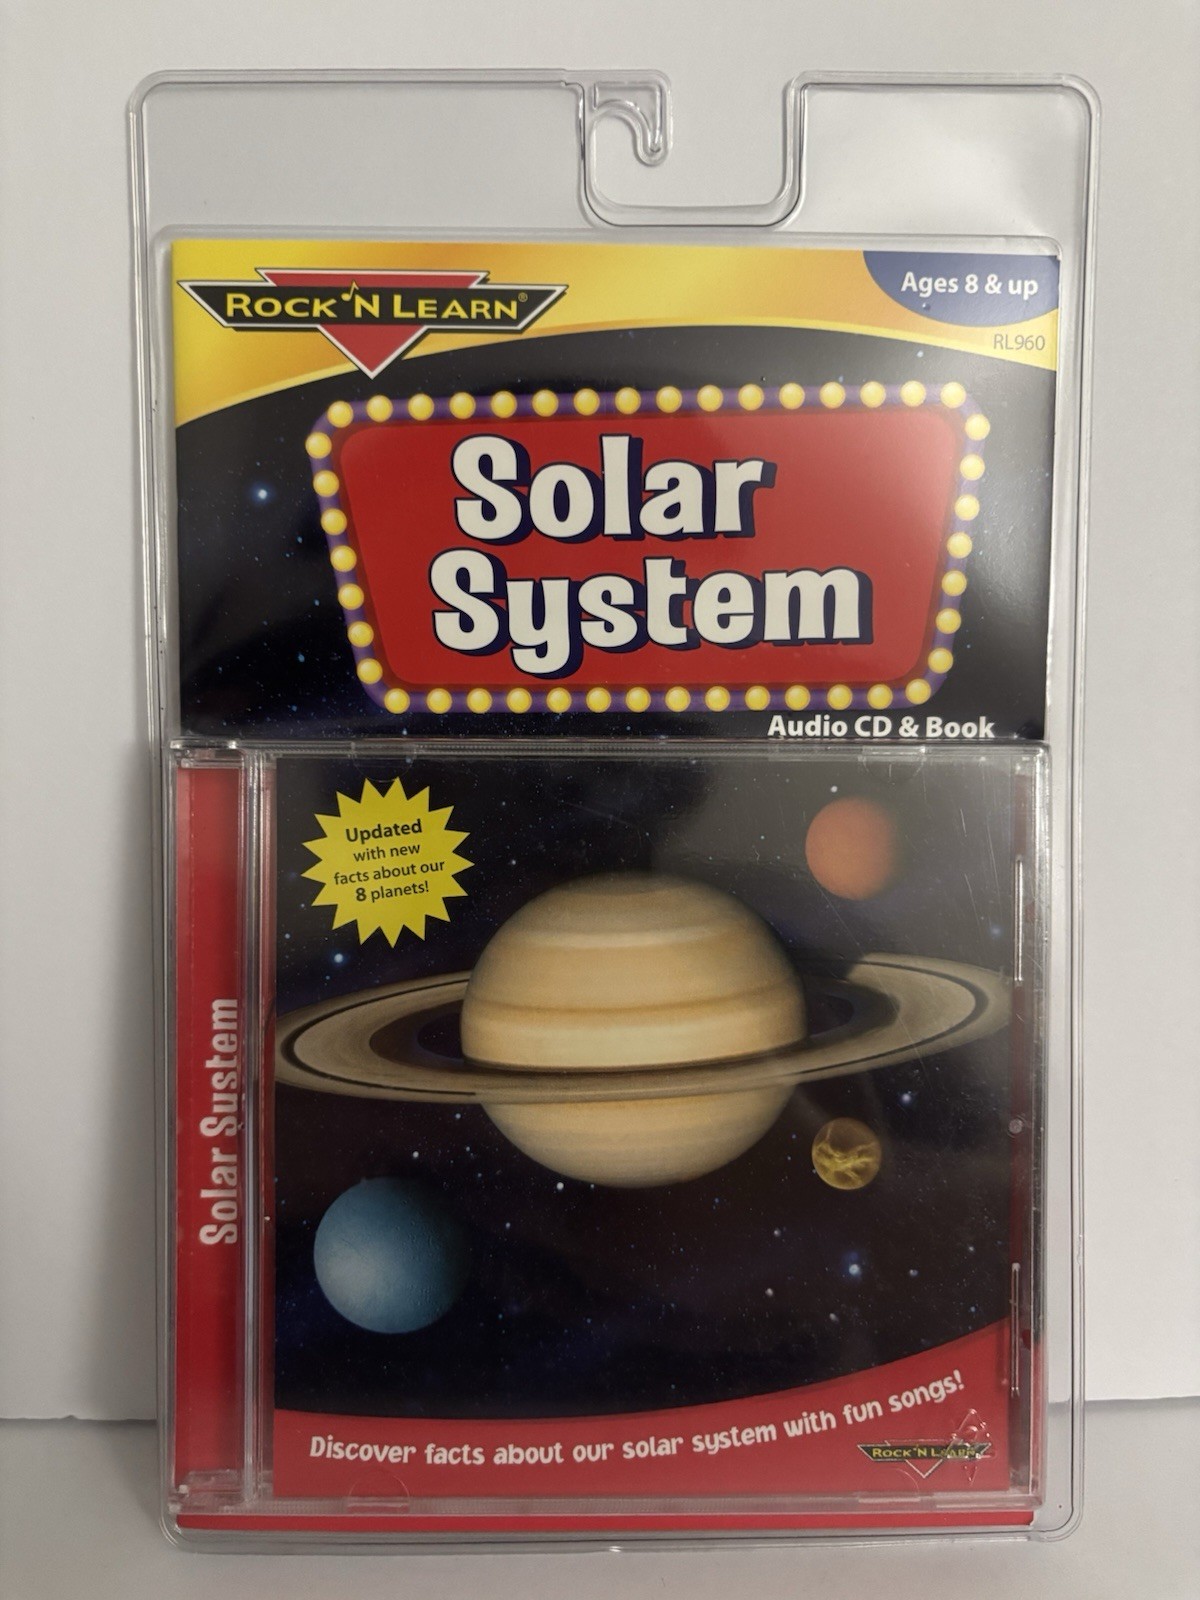 ROCK 'N LEARN®
Ages 8 & up
RL960
Solar
System
Audio CD & Book
Updated
with new
facts about our
8 planets!
Solar System
Discover facts about our solar system with fun songs!
ROCK 'N LEARN